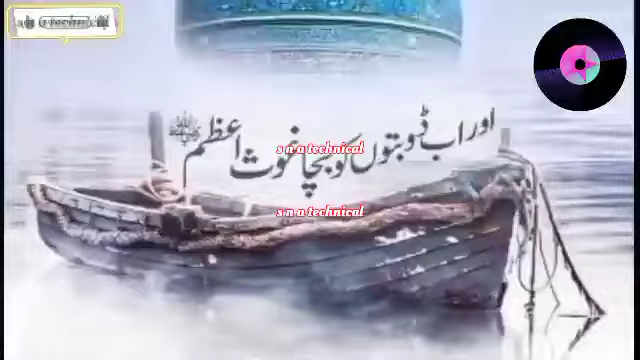 اور اب ڈوبتوں کو بچا غوث اعظم
s n a technical
s n a technical